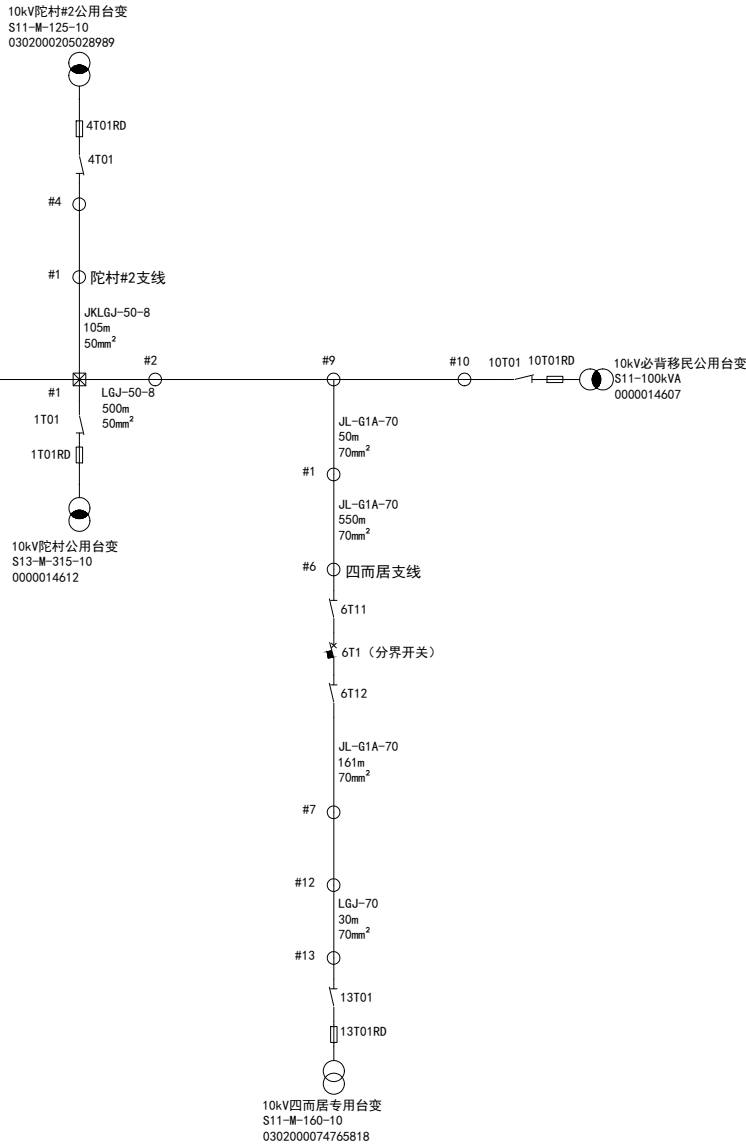 10kV陀村#2公用台变
S11-M-125-10
0302000205028989
4T01RD
4T01
#4
#1
陀村#2支线
JKLGJ-50-8
105m
50mm²
#2
#9
#10
10T01
10T01RD
10kV必背移民公用台变
S11-100kVA
0000014607
#1
LGJ-50-8
500m
50mm²
1T01
1T01RD
10kV陀村公用台变
S13-M-315-10
0000014612
JL-G1A-70
50m
70mm²
#1
JL-G1A-70
550m
70mm²
#6
四而居支线
6T11
6T1（分界开关）
6T12
JL-G1A-70
161m
70mm²
#7
#12
LGJ-70
30m
70mm²
#13
13T01
13T01RD
10kV四而居专用台变
S11-M-160-10
0302000074765818